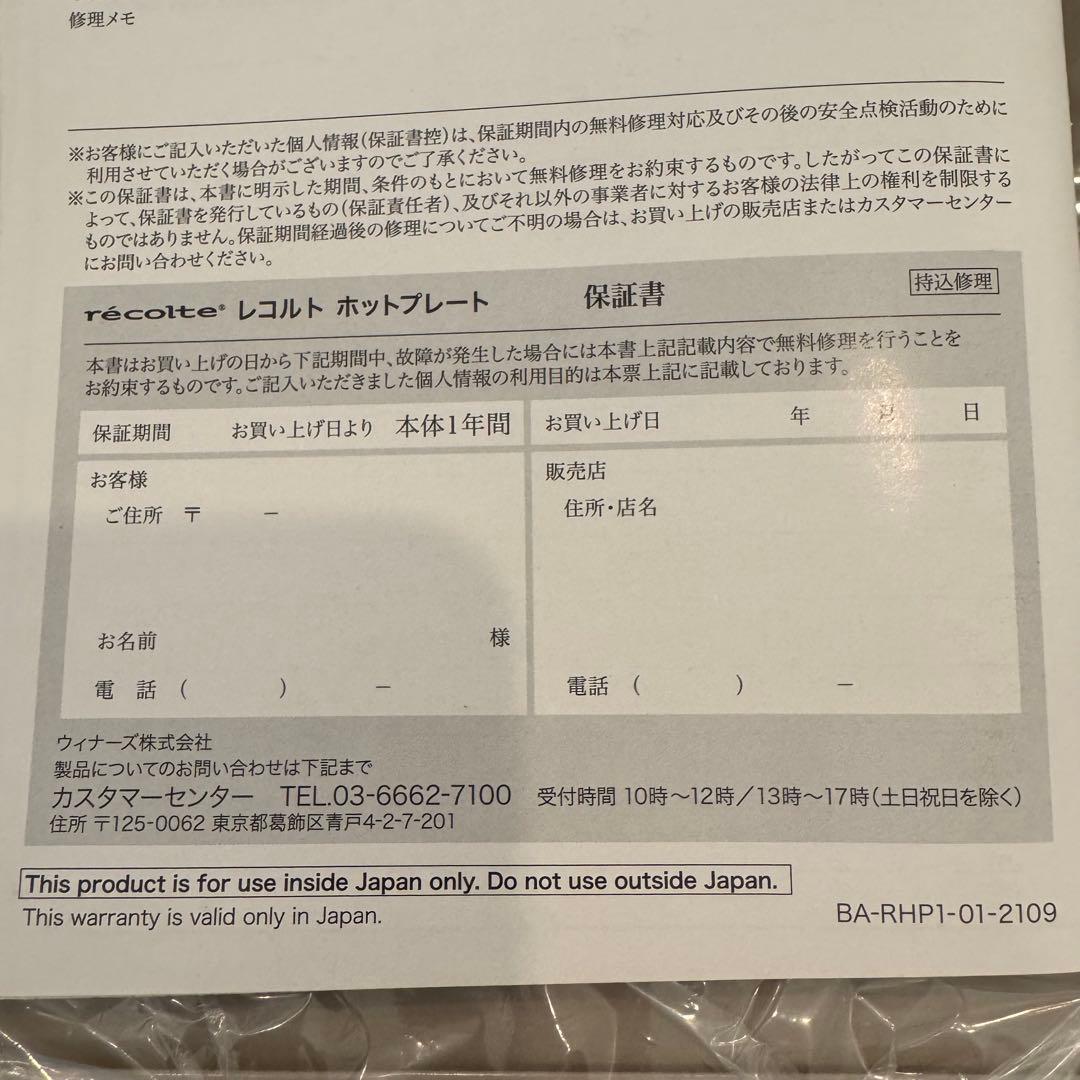 修理メモ
※お客様にご記入いただいた個人情報(保証書控)は、保証期間内の無料修理対応及びその後の安全点検活動のために
利用させていただく場合がございますのでご了承ください。
※この保証書は、本書に明示した期間、条件のもとにおいて無料修理をお約束するものです。したがってこの保証書に
よって、保証書を発行しているもの(保証責任者)、及びそれ以外の事業者に対するお客様の法律上の権利を制限する
ものではありません。保証期間経過後の修理についてご不明の場合は、お買い上げの販売店またはカスタマーセンター
にお問い合わせください。
récolte® レコルト ホットプレート 保証書 持込修理
本書はお買い上げの日から下記期間中、故障が発生した場合には本書上記記載内容で無料修理を行うことを
お約束するものです。ご記入いただきました個人情報の利用目的は本票上記に記載しております。
保証期間 お買い上げ日より 本体1年間 お買い上げ日 年 月 日
お客様
ご住所 〒 －
お名前 様
電 話 ( ) －
販売店
住所・店名
電話 ( ) －
ウィナーズ株式会社
製品についてのお問い合わせは下記まで
カスタマーセンター TEL.03-6662-7100 受付時間 10時～12時/13時～17時(土日祝日を除く)
住所 〒125-0062 東京都葛飾区青戸4-2-7-201
This product is for use inside Japan only. Do not use outside Japan.
This warranty is valid only in Japan.
BA-RHP1-01-2109